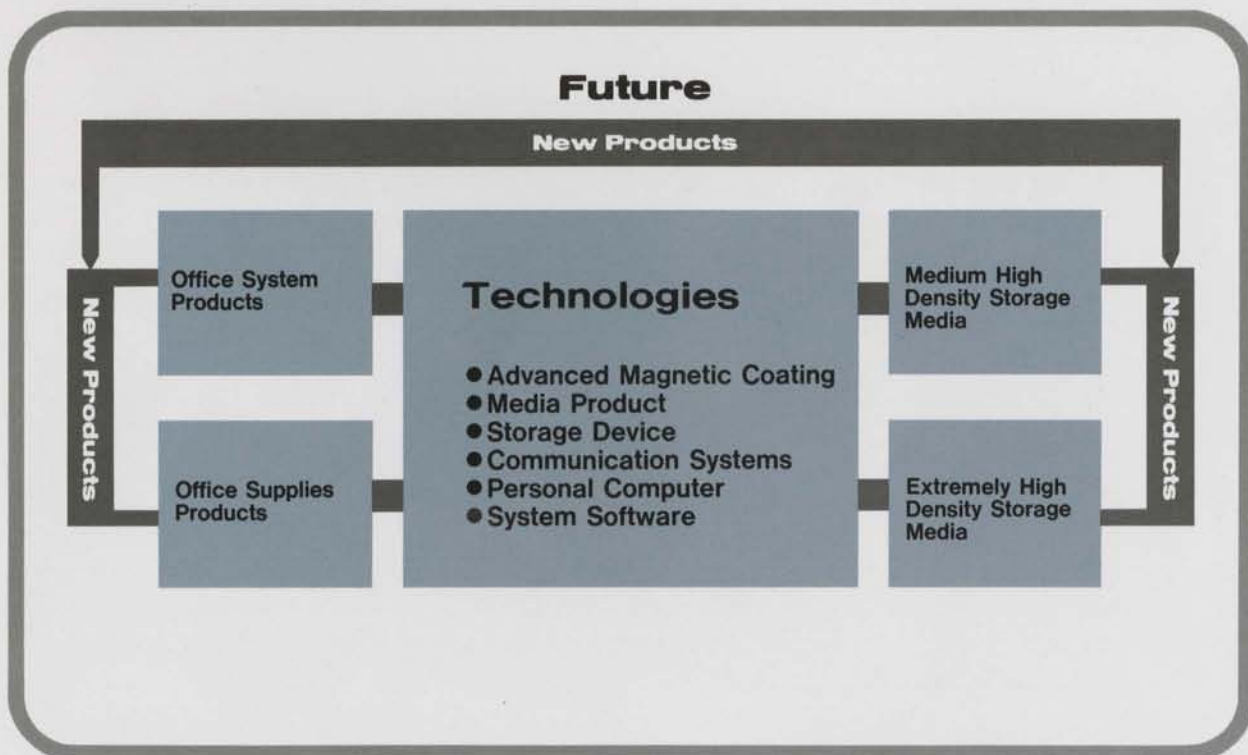 Future
New Products
New Products
Office System
Products
Office Supplies
Products
Technologies
● Advanced Magnetic Coating
● Media Product
● Storage Device
● Communication Systems
● Personal Computer
● System Software
Medium High
Density Storage
Media
Extremely High
Density Storage
Media
New Products